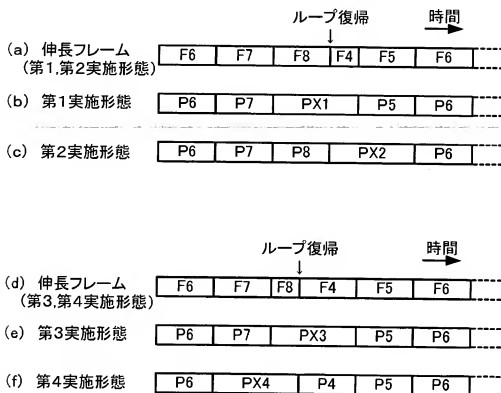 ループ復帰 時間
(a) 伸長フレーム F6 F7 F8 F4 F5 F6
(第1,第2実施形態)
(b) 第1実施形態 P6 P7 PX1 P5 P6
(c) 第2実施形態 P6 P7 P8 PX2 P6
ループ復帰 時間
(d) 伸長フレーム F6 F7 F8 F4 F5 F6
(第3,第4実施形態)
(e) 第3実施形態 P6 P7 PX3 P5 P6
(f) 第4実施形態 P6 PX4 P4 P5 P6